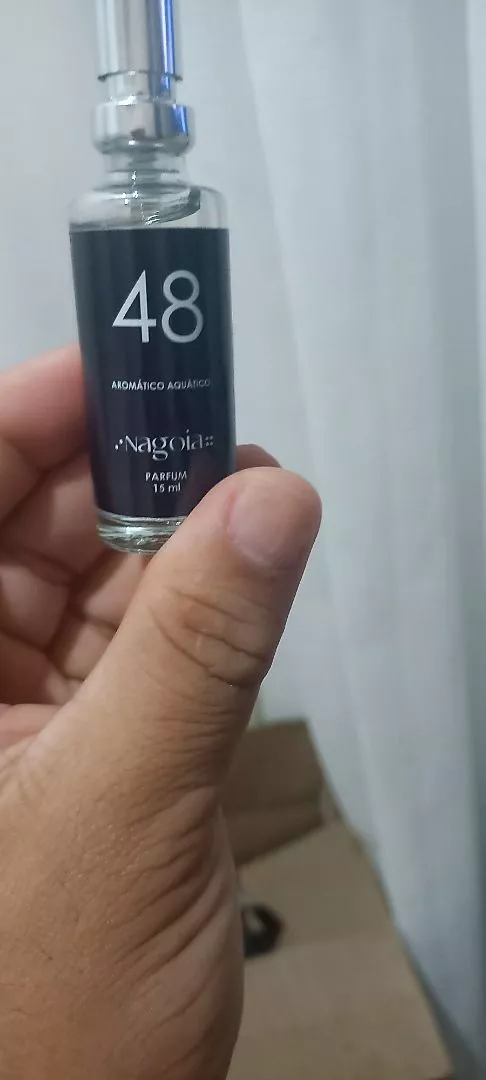 48
AROMÁTICO AQUÁTICO
Nagoia
PARFUM
15 ml